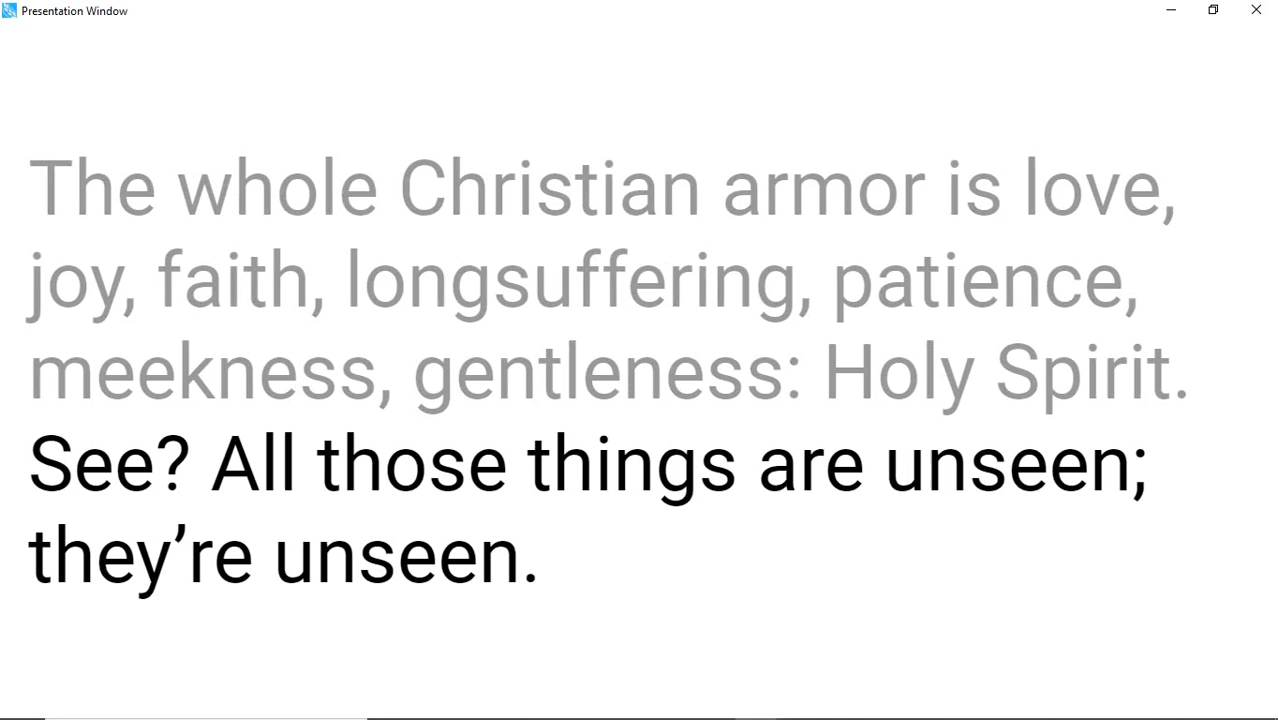 Presentation Window
The whole Christian armor is love,
joy, faith, longsuffering, patience,
meekness, gentleness: Holy Spirit.
See? All those things are unseen;
they’re unseen.